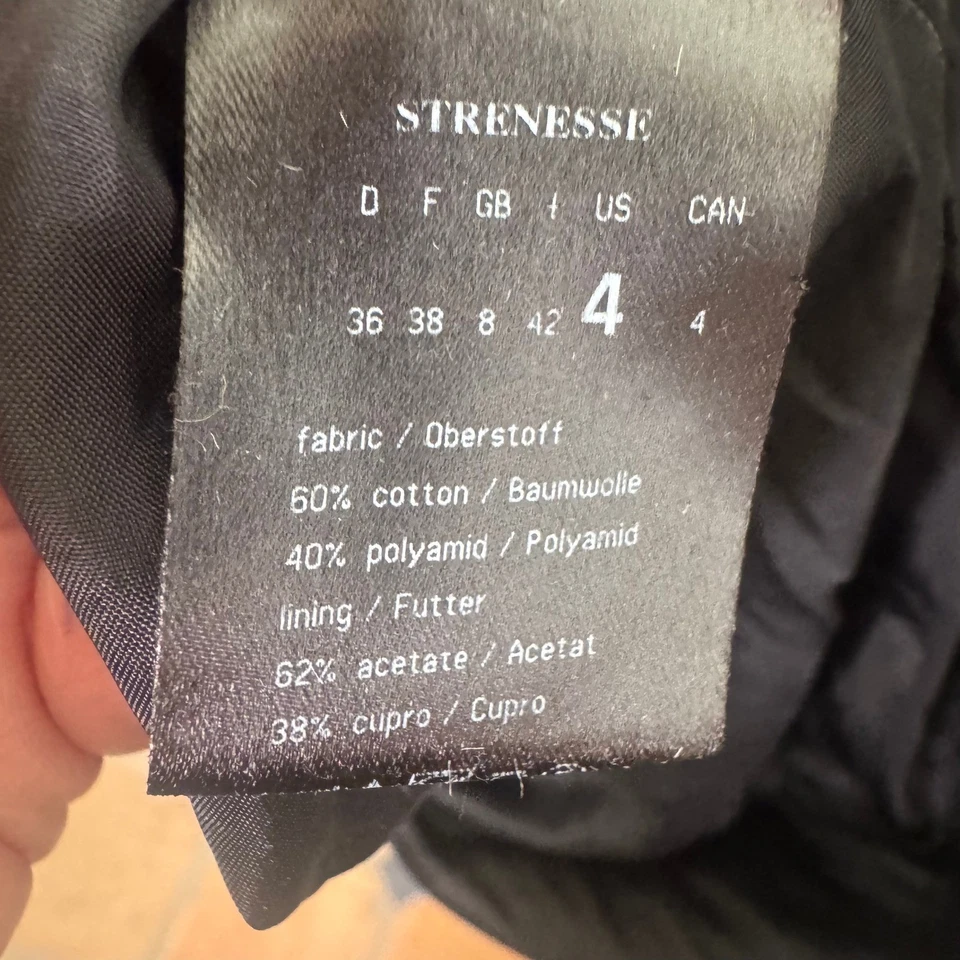 STRENESSE
D F GB I US CAN
36 38 8 42 4 4
fabric / Oberstoff
60% cotton / Baumwolle
40% polyamid / Polyamid
lining / Futter
62% acetate / Acetat
38% cupro / Cupro